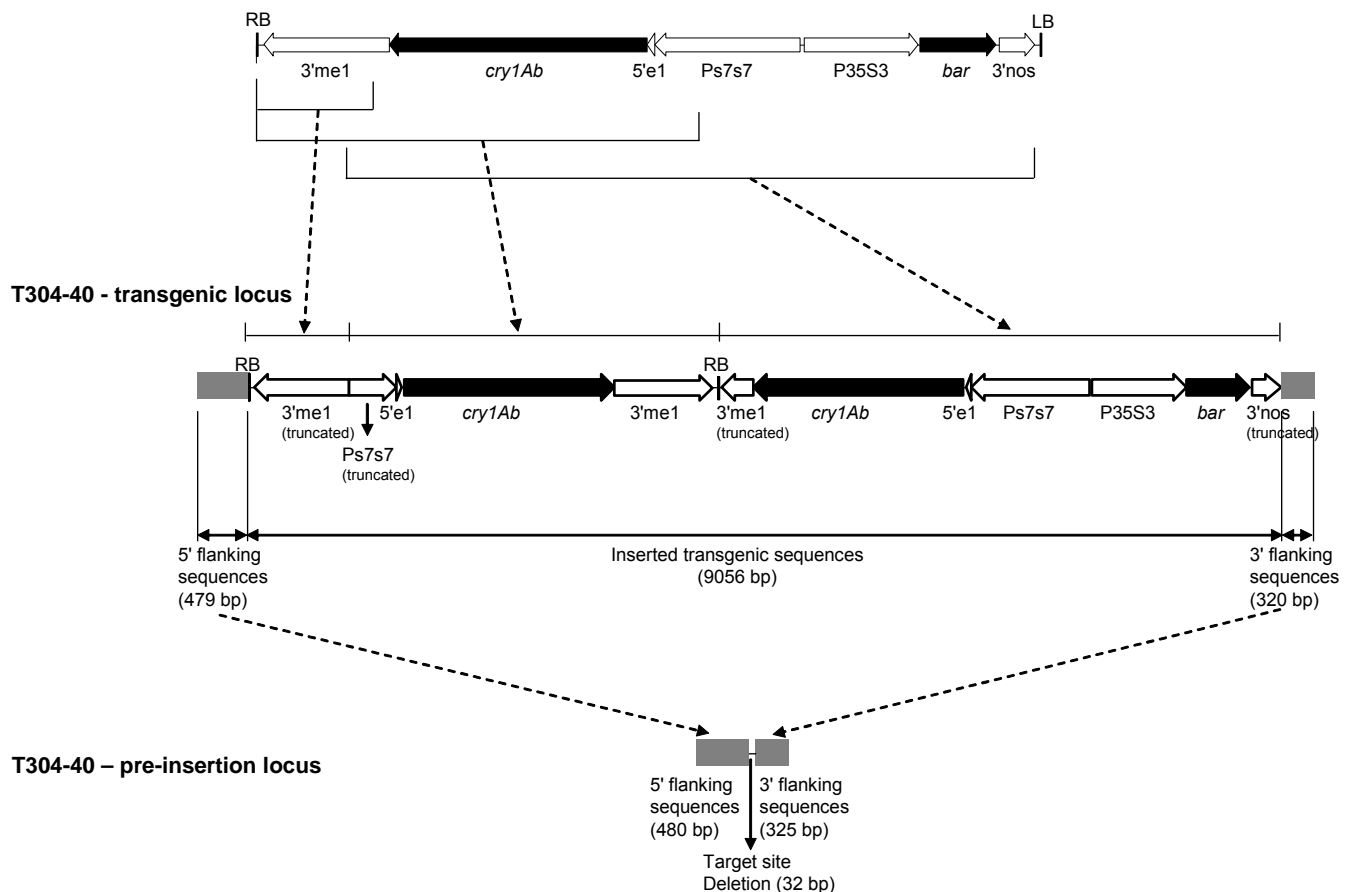 RB
LB
3'me1
cry1Ab
5'e1
Ps7s7
P35S3
bar
3'nos
T304-40 - transgenic locus
RB
RB
3'me1
(truncated)
5'e1
cry1Ab
3'me1
3'me1
(truncated)
cry1Ab
5'e1
Ps7s7
P35S3
bar
3'nos
(truncated)
Ps7s7
(truncated)
5' flanking
sequences
(479 bp)
Inserted transgenic sequences
(9056 bp)
3' flanking
sequences
(320 bp)
T304-40 – pre-insertion locus
5' flanking
sequences
(480 bp)
3' flanking
sequences
(325 bp)
Target site
Deletion (32 bp)